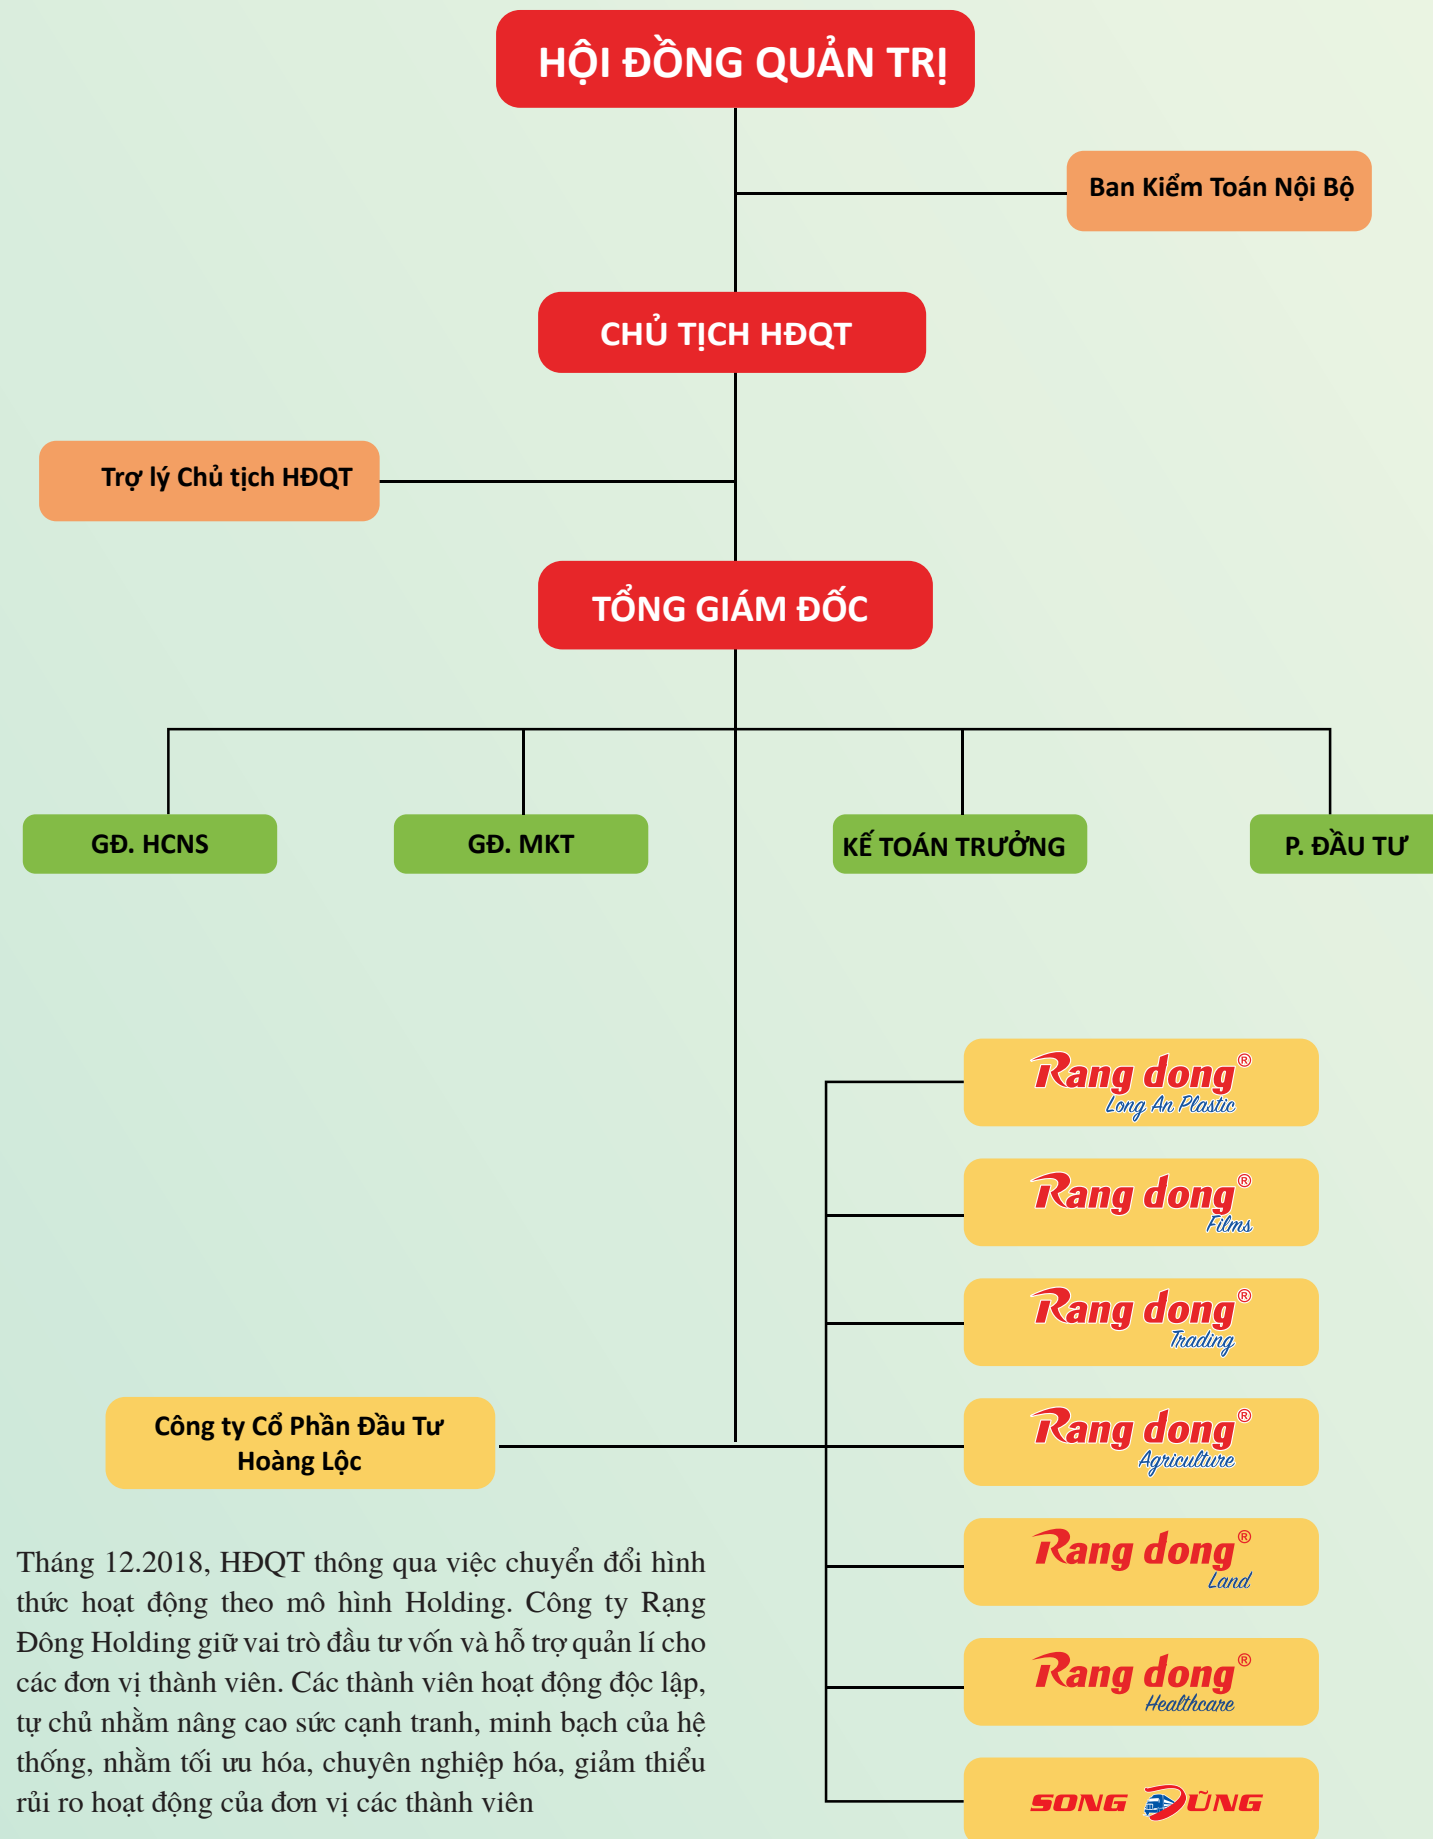 HỘI ĐỒNG QUẢN TRỊ
Ban Kiểm Toán Nội Bộ
CHỦ TỊCH HĐQT
Trợ lý Chủ tịch HĐQT
TỔNG GIÁM ĐỐC
GĐ. HCNS
GĐ. MKT
KẾ TOÁN TRƯỞNG
P. ĐẦU TƯ
Rang dong®
Long An Plastic
Rang dong®
Films
Rang dong®
Trading
Công ty Cổ Phần Đầu Tư
Hoàng Lộc
Rang dong®
Agriculture
Rang dong®
Land
Rang dong®
Healthcare
SONG DŨNG
Tháng 12.2018, HĐQT thông qua việc chuyển đổi hình
thức hoạt động theo mô hình Holding. Công ty Rạng
Đông Holding giữ vai trò đầu tư vốn và hỗ trợ quản lí cho
các đơn vị thành viên. Các thành viên hoạt động độc lập,
tự chủ nhằm nâng cao sức cạnh tranh, minh bạch của hệ
thống, nhằm tối ưu hóa, chuyên nghiệp hóa, giảm thiểu
rủi ro hoạt động của đơn vị các thành viên